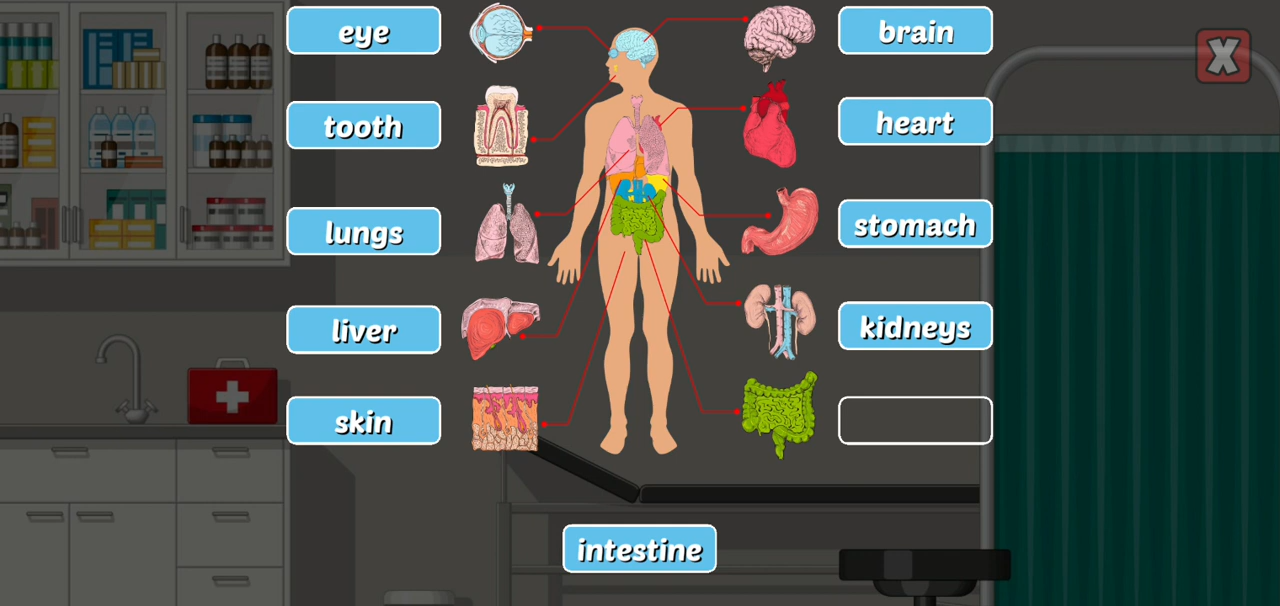 eye
brain
tooth
heart
lungs
stomach
liver
kidneys
skin
intestine
X